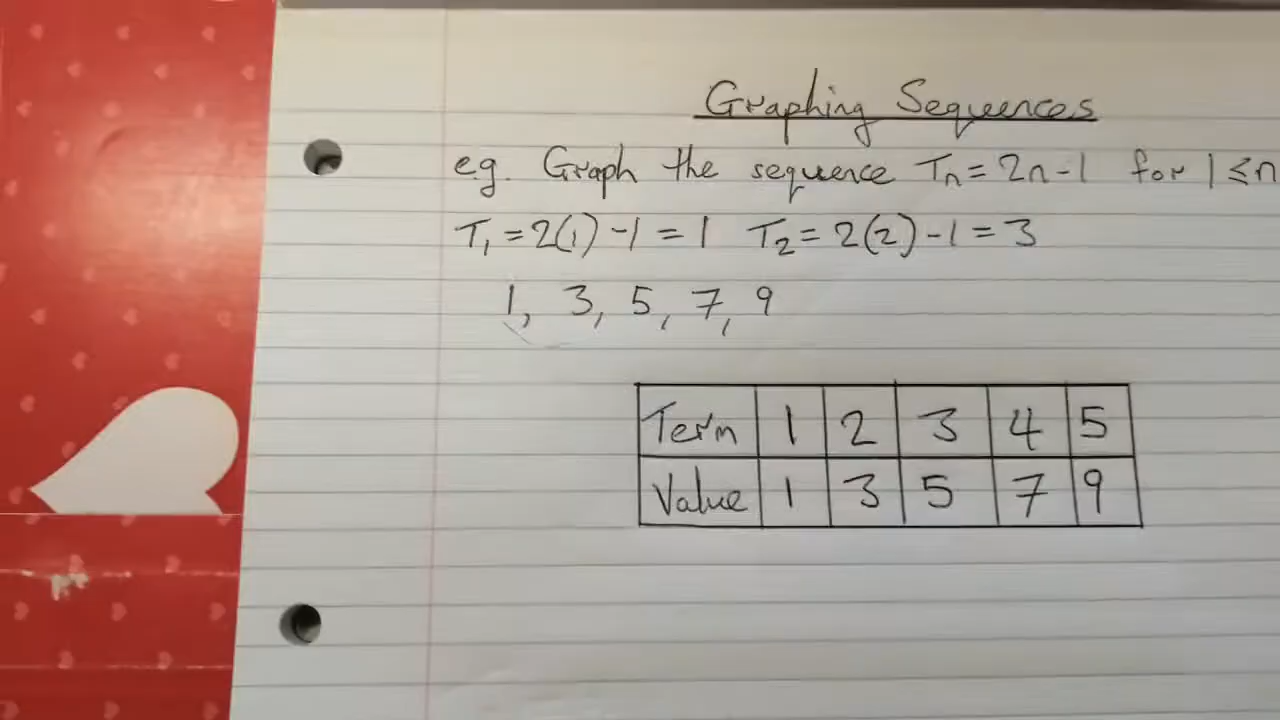 Graphing Sequences
e.g. Graph the sequence Tₙ = 2n - 1 for 1 ≤ n
T₁ = 2(1) - 1 = 1 T₂ = 2(2) - 1 = 3
1, 3, 5, 7, 9
Term 1 2 3 4 5
Value 1 3 5 7 9